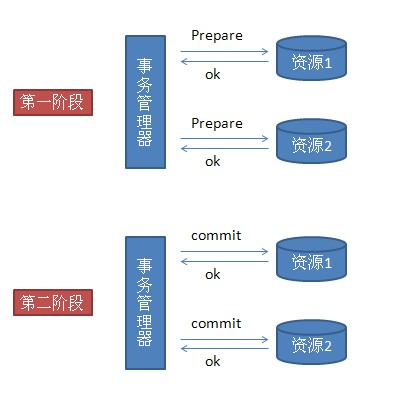 第一阶段
事务管理器
Prepare
ok
资源1
Prepare
ok
资源2
第二阶段
事务管理器
commit
ok
资源1
commit
ok
资源2